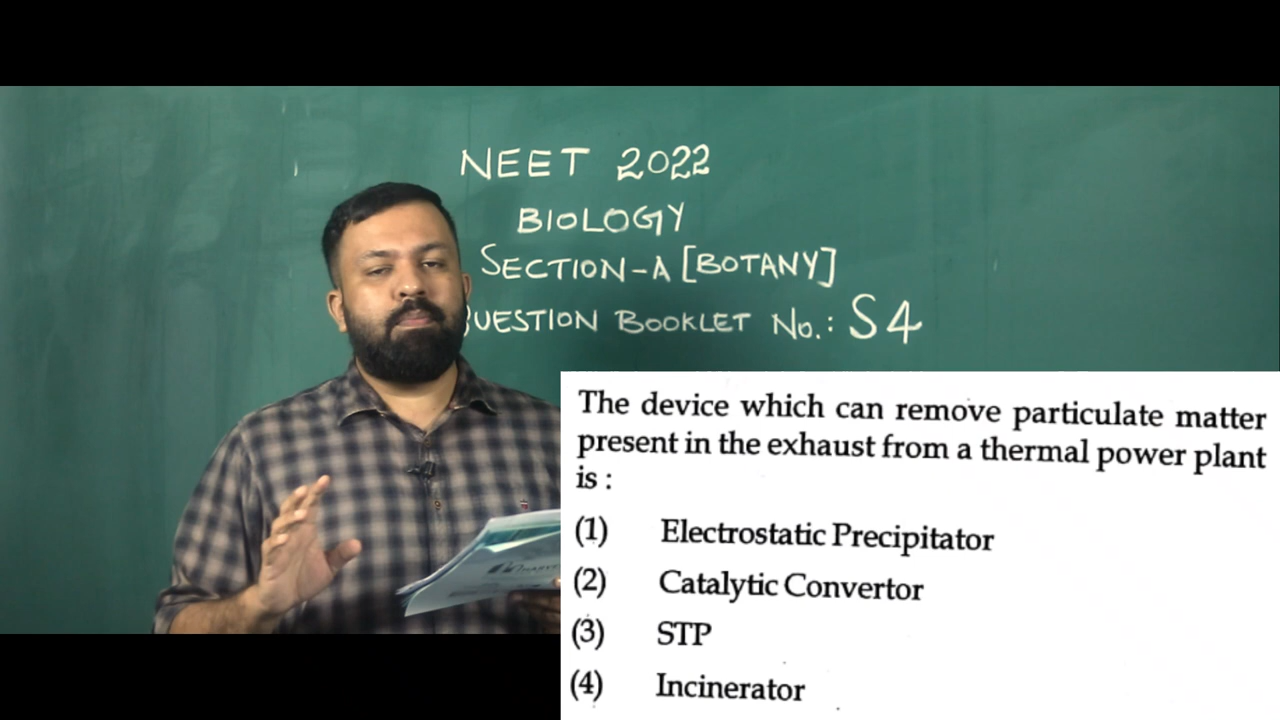 NEET 2022
BIOLOGY
SECTION-A [BOTANY]
QUESTION BOOKLET No.: S4
The device which can remove particulate matter
present in the exhaust from a thermal power plant
is :
(1) Electrostatic Precipitator
(2) Catalytic Convertor
(3) STP
(4) Incinerator